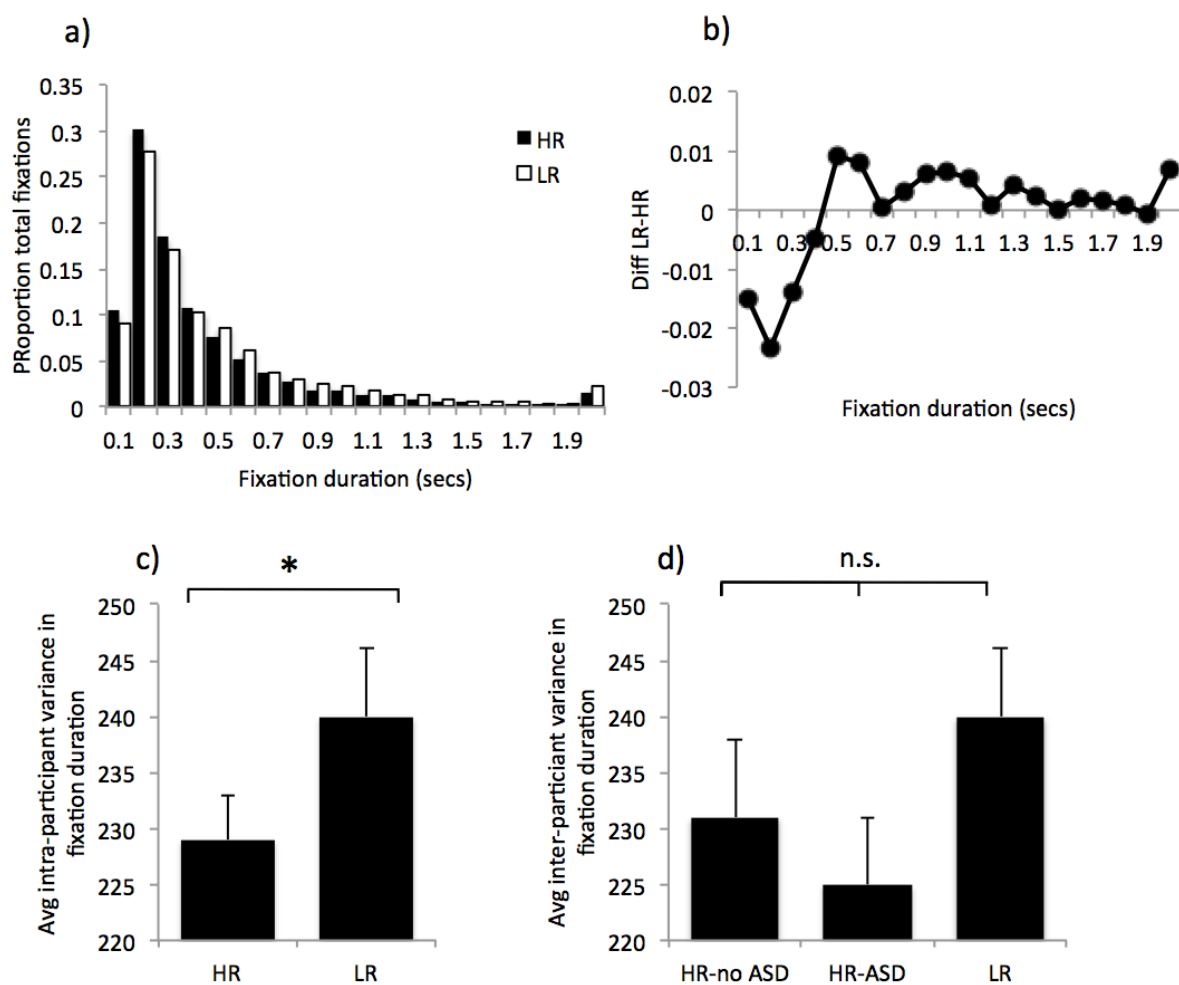 a)
0.35
0.3
0.25
0.2
0.15
0.1
0.05
0
PRoportion total fixations
HR
LR
0.1 0.3 0.5 0.7 0.9 1.1 1.3 1.5 1.7 1.9
Fixation duration (secs)
b)
0.02
0.01
0
-0.01
-0.02
-0.03
Diff LR-HR
0.1 0.3 0.5 0.7 0.9 1.1 1.3 1.5 1.7 1.9
Fixation duration (secs)
c)
*
250
245
240
235
230
225
220
Avg intra-participant variance in
fixation duration
HR LR
d)
n.s.
250
245
240
235
230
225
220
Avg inter-particiant variance in
fixation duration
HR-no ASD HR-ASD LR